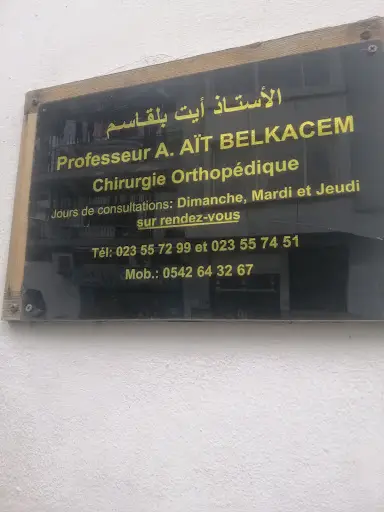 الأستاذ أيت بلقاسم
Professeur A. AÏT BELKACEM
Chirurgie Orthopédique
Jours de consultations: Dimanche, Mardi et Jeudi
sur rendez-vous
Tél: 023 55 72 99 et 023 55 74 51
Mob.: 0542 64 32 67